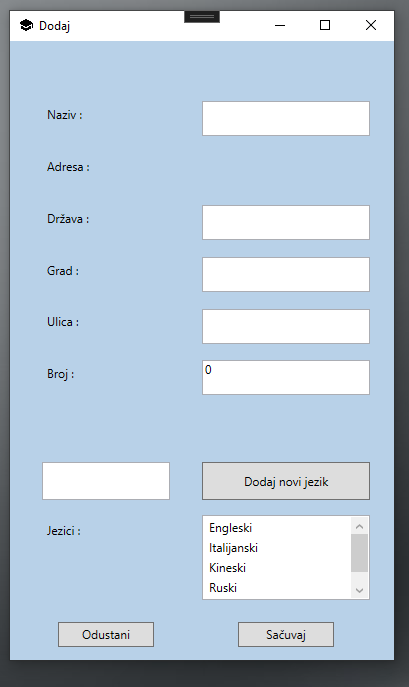 Dodaj
Naziv :
Adresa :
Država :
Grad :
Ulica :
Broj :
0
Dodaj novi jezik
Jezici :
Engleski
Italijanski
Kineski
Ruski
Odustani
Sačuvaj